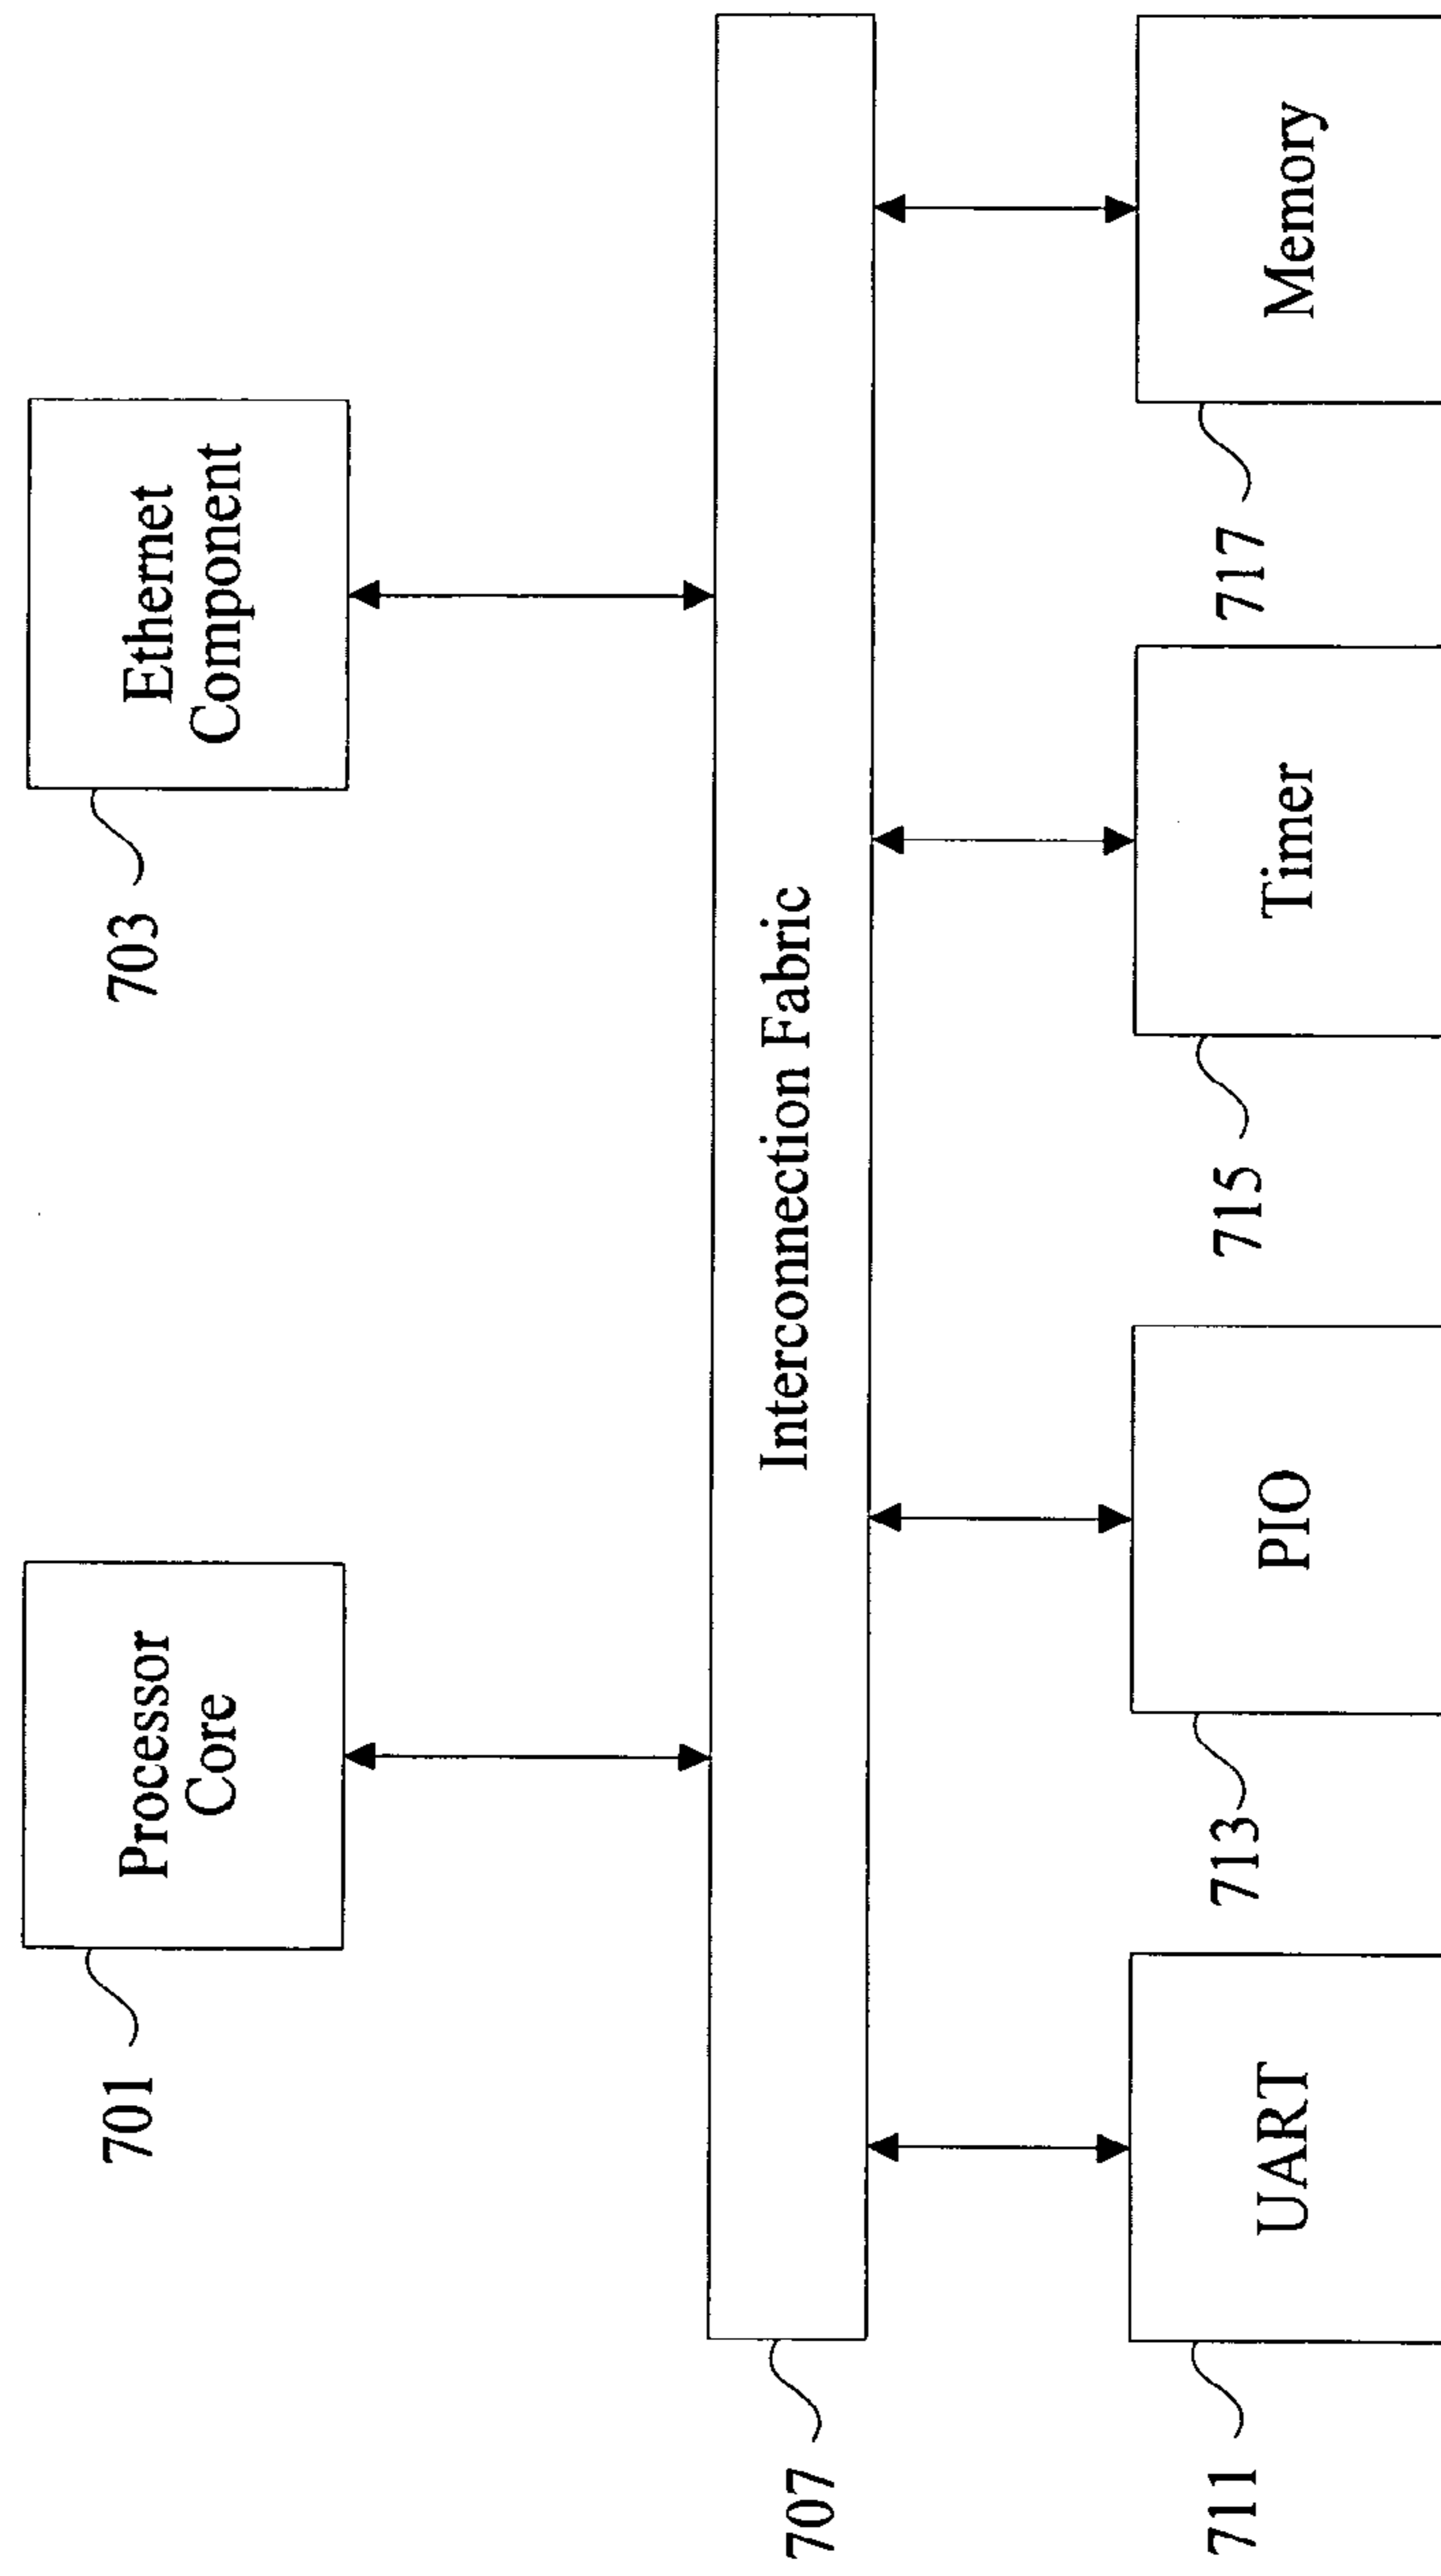 Processor
Core
701
Ethernet
Component
703
Interconnection Fabric
707
UART
711
PIO
713
Timer
715
Memory
717